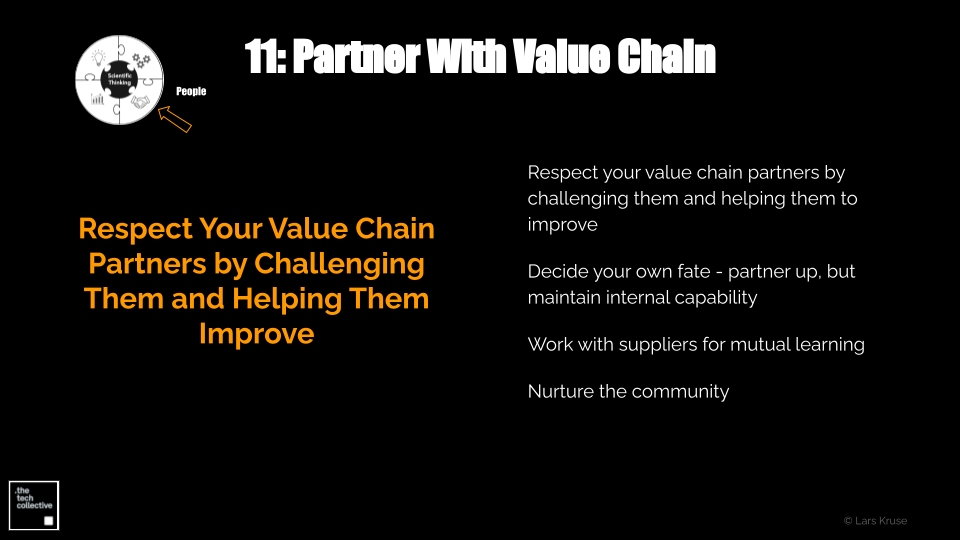 11: Partner With Value Chain
Scientific
Thinking
People
Respect Your Value Chain
Partners by Challenging
Them and Helping Them
Improve
Respect your value chain partners by
challenging them and helping them to
improve
Decide your own fate - partner up, but
maintain internal capability
Work with suppliers for mutual learning
Nurture the community
.the
tech
collective
© Lars Kruse